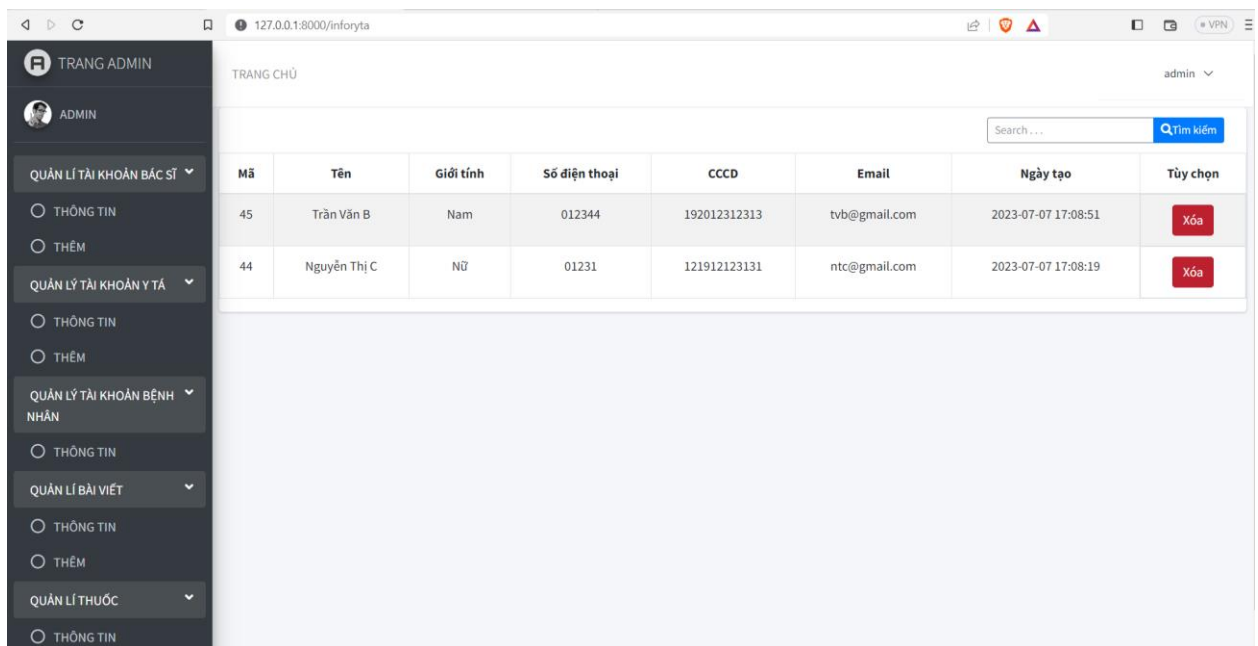 127.0.0.1:8000/inforyta
VPN
TRANG ADMIN
TRANG CHỦ
admin
ADMIN
Search . . .
Tìm kiếm
QUẢN LÍ TÀI KHOẢN BÁC SĨ
THÔNG TIN
THÊM
QUẢN LÝ TÀI KHOẢN Y TÁ
THÔNG TIN
THÊM
QUẢN LÝ TÀI KHOẢN BỆNH
NHÂN
THÔNG TIN
QUẢN LÍ BÀI VIẾT
THÔNG TIN
THÊM
QUẢN LÍ THUỐC
THÔNG TIN
Mã Tên Giới tính Số điện thoại CCCD Email Ngày tạo Tùy chọn
45 Trần Văn B Nam 012344 192012312313 tvb@gmail.com 2023-07-07 17:08:51 Xóa
44 Nguyễn Thị C Nữ 01231 121912123131 ntc@gmail.com 2023-07-07 17:08:19 Xóa